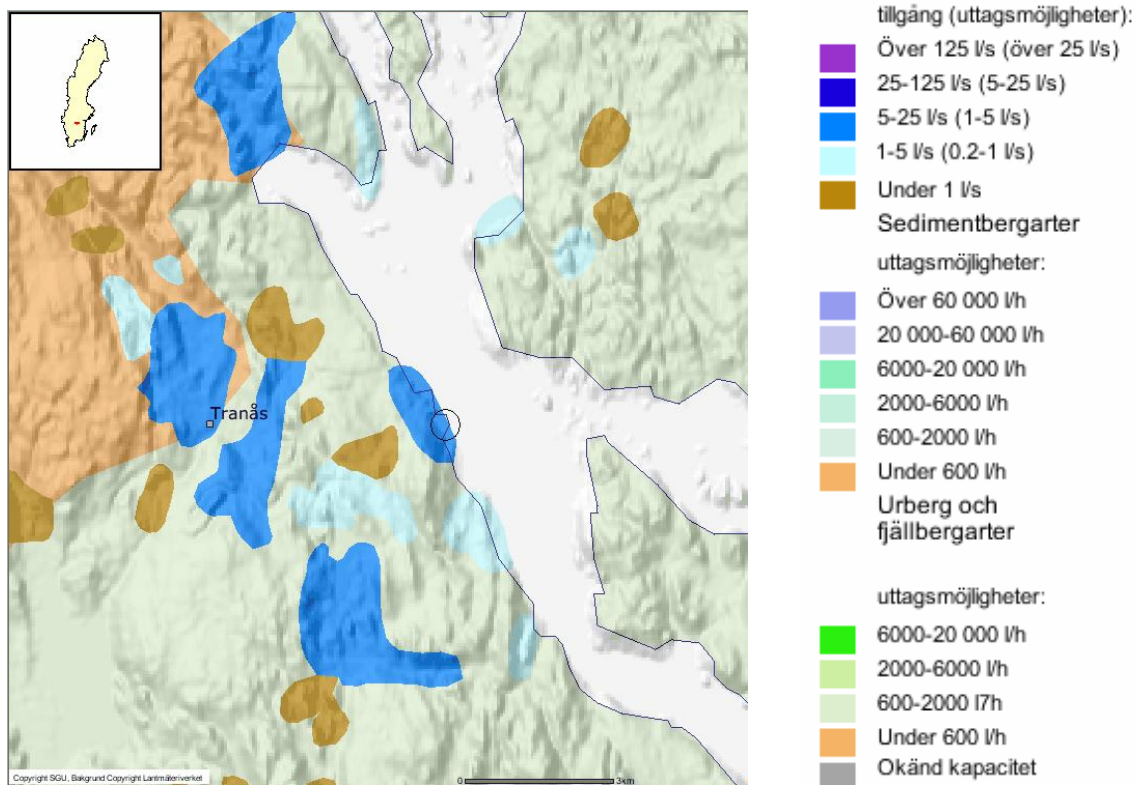 Tranås
Copyright SGU, Bakgrund Copyright Lantmäteriverket
0 3km
tillgång (uttagsmöjligheter):
Över 125 l/s (över 25 l/s)
25-125 l/s (5-25 l/s)
5-25 l/s (1-5 l/s)
1-5 l/s (0.2-1 l/s)
Under 1 l/s
Sedimentbergarter
uttagsmöjligheter:
Över 60 000 l/h
20 000-60 000 l/h
6000-20 000 l/h
2000-6000 l/h
600-2000 l/h
Under 600 l/h
Urberg och
fjällbergarter
uttagsmöjligheter:
6000-20 000 l/h
2000-6000 l/h
600-2000 l7h
Under 600 l/h
Okänd kapacitet